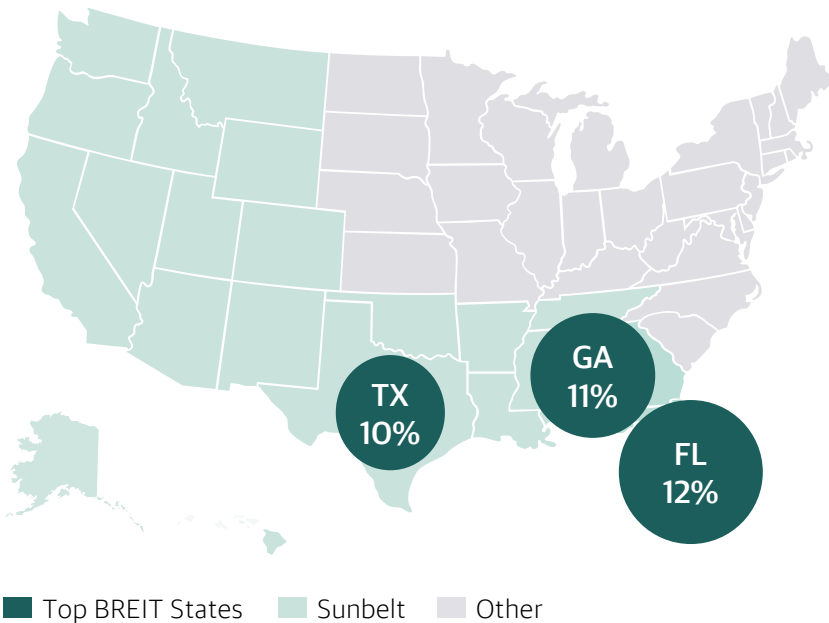 TX
10%
GA
11%
FL
12%
Top BREIT States
Sunbelt
Other